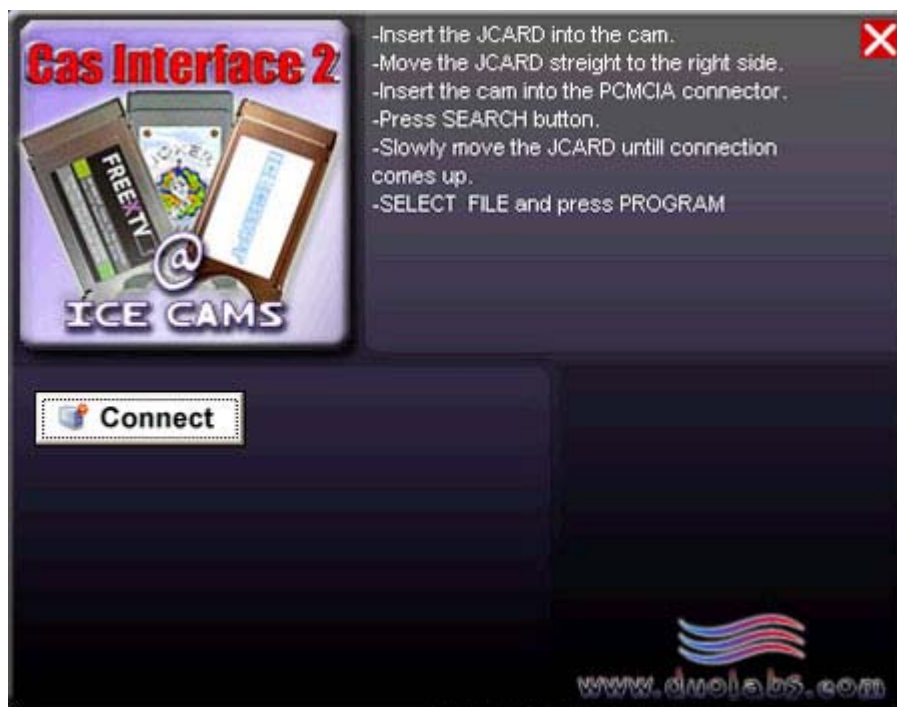 Cas Interface 2
FREEXTV
JOKER
@
ICE CAMS
-Insert the JCARD into the cam.
-Move the JCARD streight to the right side.
-Insert the cam into the PCMCIA connector.
-Press SEARCH button.
-Slowly move the JCARD untill connection
comes up.
-SELECT FILE and press PROGRAM
Connect
www.duolabs.com